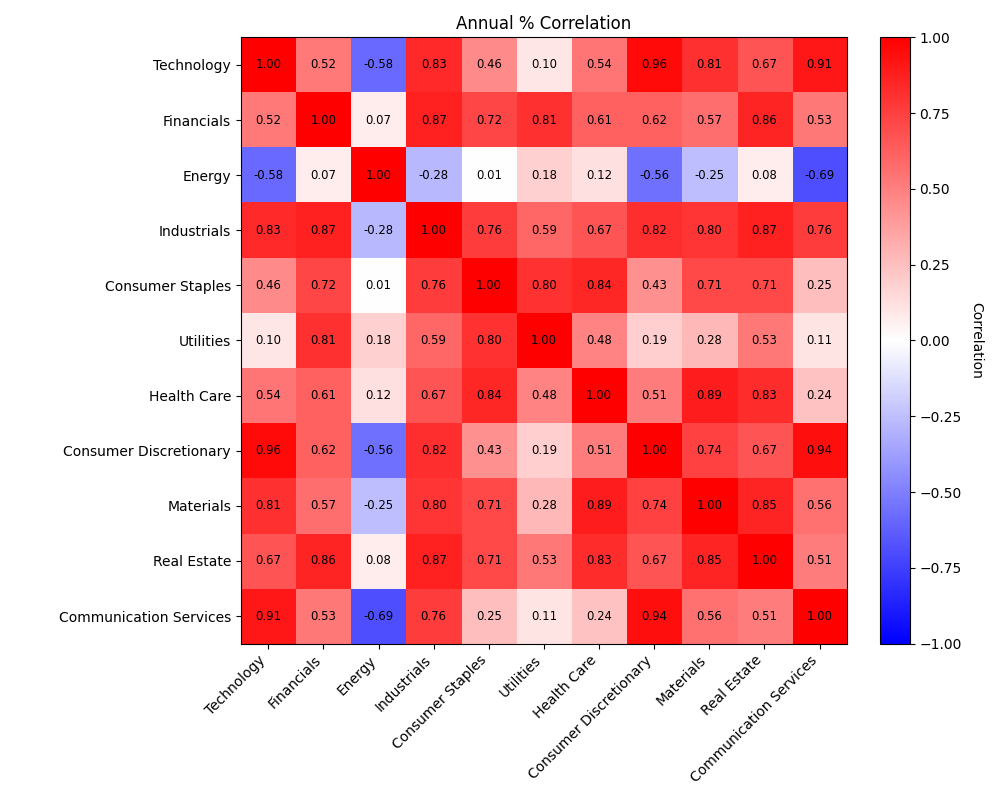 Annual % Correlation
Technology 1.00 0.52 -0.58 0.83 0.46 0.10 0.54 0.96 0.81 0.67 0.91
Financials 0.52 1.00 0.07 0.87 0.72 0.81 0.61 0.62 0.57 0.86 0.53
Energy -0.58 0.07 1.00 -0.28 0.01 0.18 0.12 -0.56 -0.25 0.08 -0.69
Industrials 0.83 0.87 -0.28 1.00 0.76 0.59 0.67 0.82 0.80 0.87 0.76
Consumer Staples 0.46 0.72 0.01 0.76 1.00 0.80 0.84 0.43 0.71 0.71 0.25
Utilities 0.10 0.81 0.18 0.59 0.80 1.00 0.48 0.19 0.28 0.53 0.11
Health Care 0.54 0.61 0.12 0.67 0.84 0.48 1.00 0.51 0.89 0.83 0.24
Consumer Discretionary 0.96 0.62 -0.56 0.82 0.43 0.19 0.51 1.00 0.74 0.67 0.94
Materials 0.81 0.57 -0.25 0.80 0.71 0.28 0.89 0.74 1.00 0.85 0.56
Real Estate 0.67 0.86 0.08 0.87 0.71 0.53 0.83 0.67 0.85 1.00 0.51
Communication Services 0.91 0.53 -0.69 0.76 0.25 0.11 0.24 0.94 0.56 0.51 1.00
Technology
Financials
Energy
Industrials
Consumer Staples
Utilities
Health Care
Consumer Discretionary
Materials
Real Estate
Communication Services
1.00
0.75
0.50
0.25
0.00
−0.25
−0.50
−0.75
−1.00
Correlation